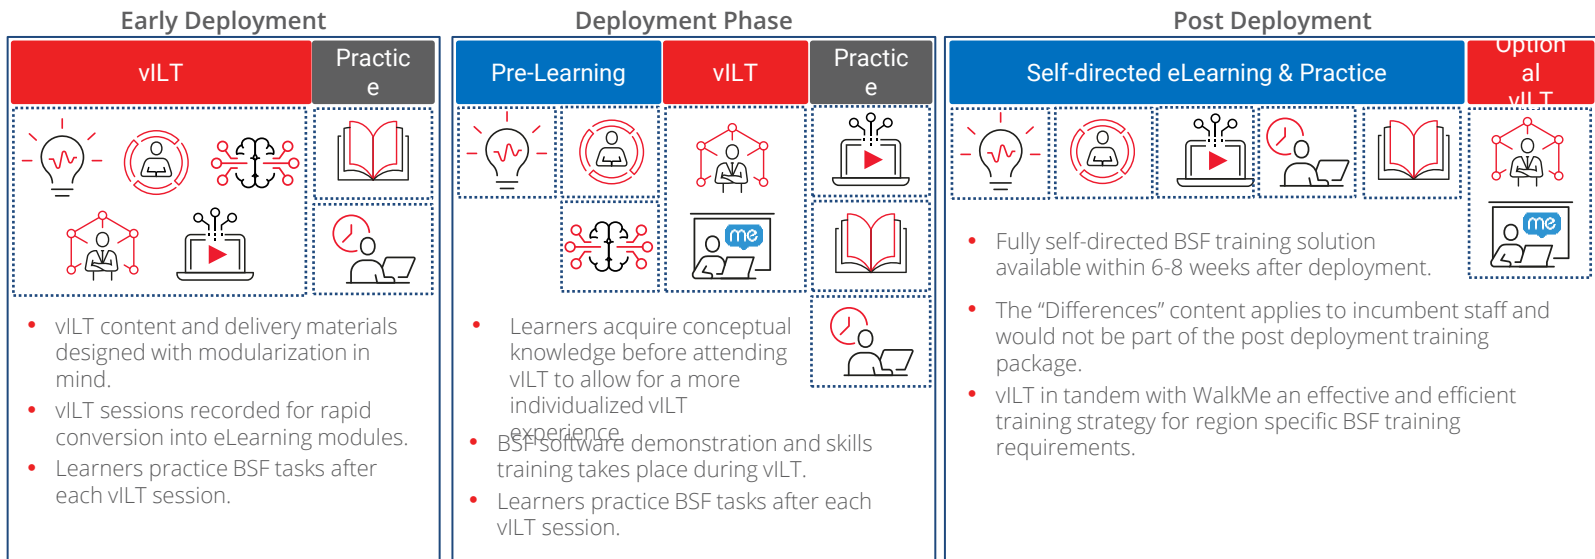 Early Deployment
vILT
Practic
e
vILT content and delivery materials
designed with modularization in
mind.
vILT sessions recorded for rapid
conversion into eLearning modules.
Learners practice BSF tasks after
each vILT session.
Deployment Phase
Pre-Learning
vILT
Practic
e
me
Learners acquire conceptual
knowledge before attending
vILT to allow for a more
individualized vILT
experience.
BSF software demonstration and skills
training takes place during vILT.
Learners practice BSF tasks after each
vILT session.
Post Deployment
Self-directed eLearning & Practice
Option
al
vILT
me
Fully self-directed BSF training solution
available within 6-8 weeks after deployment.
The “Differences” content applies to incumbent staff and
would not be part of the post deployment training
package.
vILT in tandem with WalkMe an effective and efficient
training strategy for region specific BSF training
requirements.